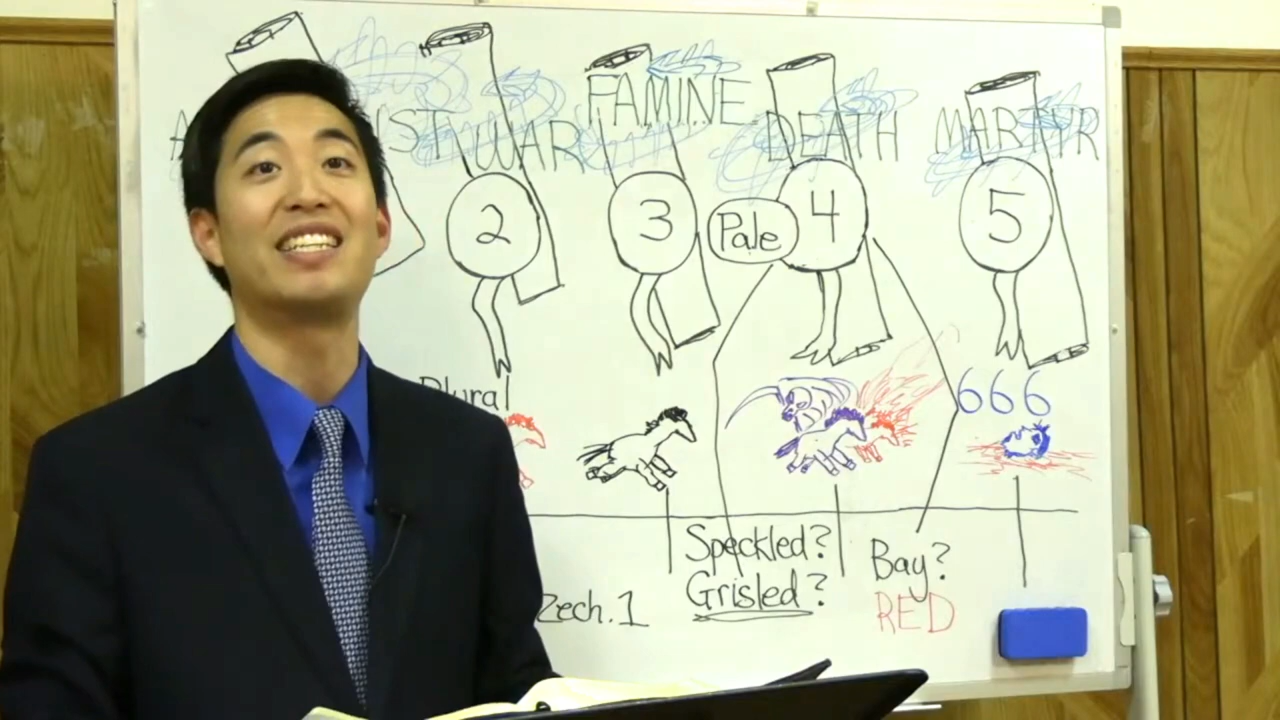 WAR
FAMINE
DEATH
MARTYR
2
3
Pale
4
5
Plural
666
Speckled?
Grisled?
Bay?
RED
Zech. 1